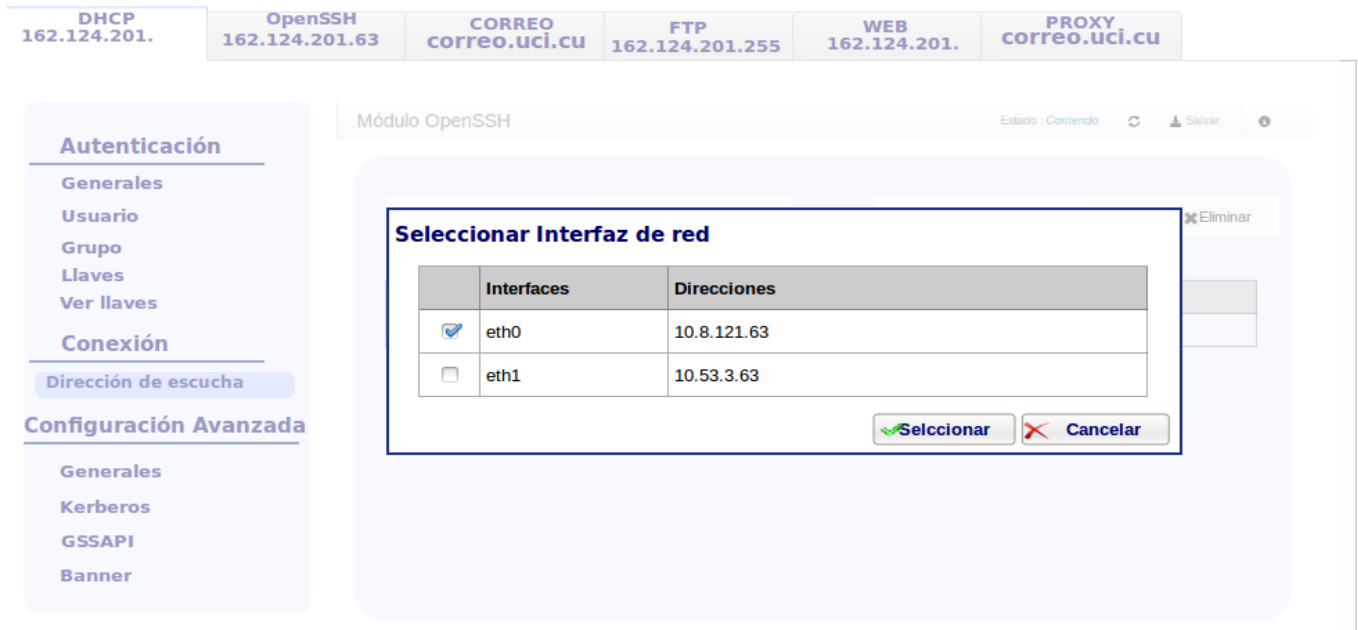 DHCP
162.124.201.
OpenSSH
162.124.201.63
CORREO
correo.uci.cu
FTP
162.124.201.255
WEB
162.124.201.
PROXY
correo.uci.cu
Módulo OpenSSH
Estado : Corriendo
Salvar
Autenticación
Generales
Usuario
Grupo
Llaves
Ver llaves
Conexión
Dirección de escucha
Configuración Avanzada
Generales
Kerberos
GSSAPI
Banner
Eliminar
Seleccionar Interfaz de red
Interfaces Direcciones
eth0 10.8.121.63
eth1 10.53.3.63
Selccionar Cancelar